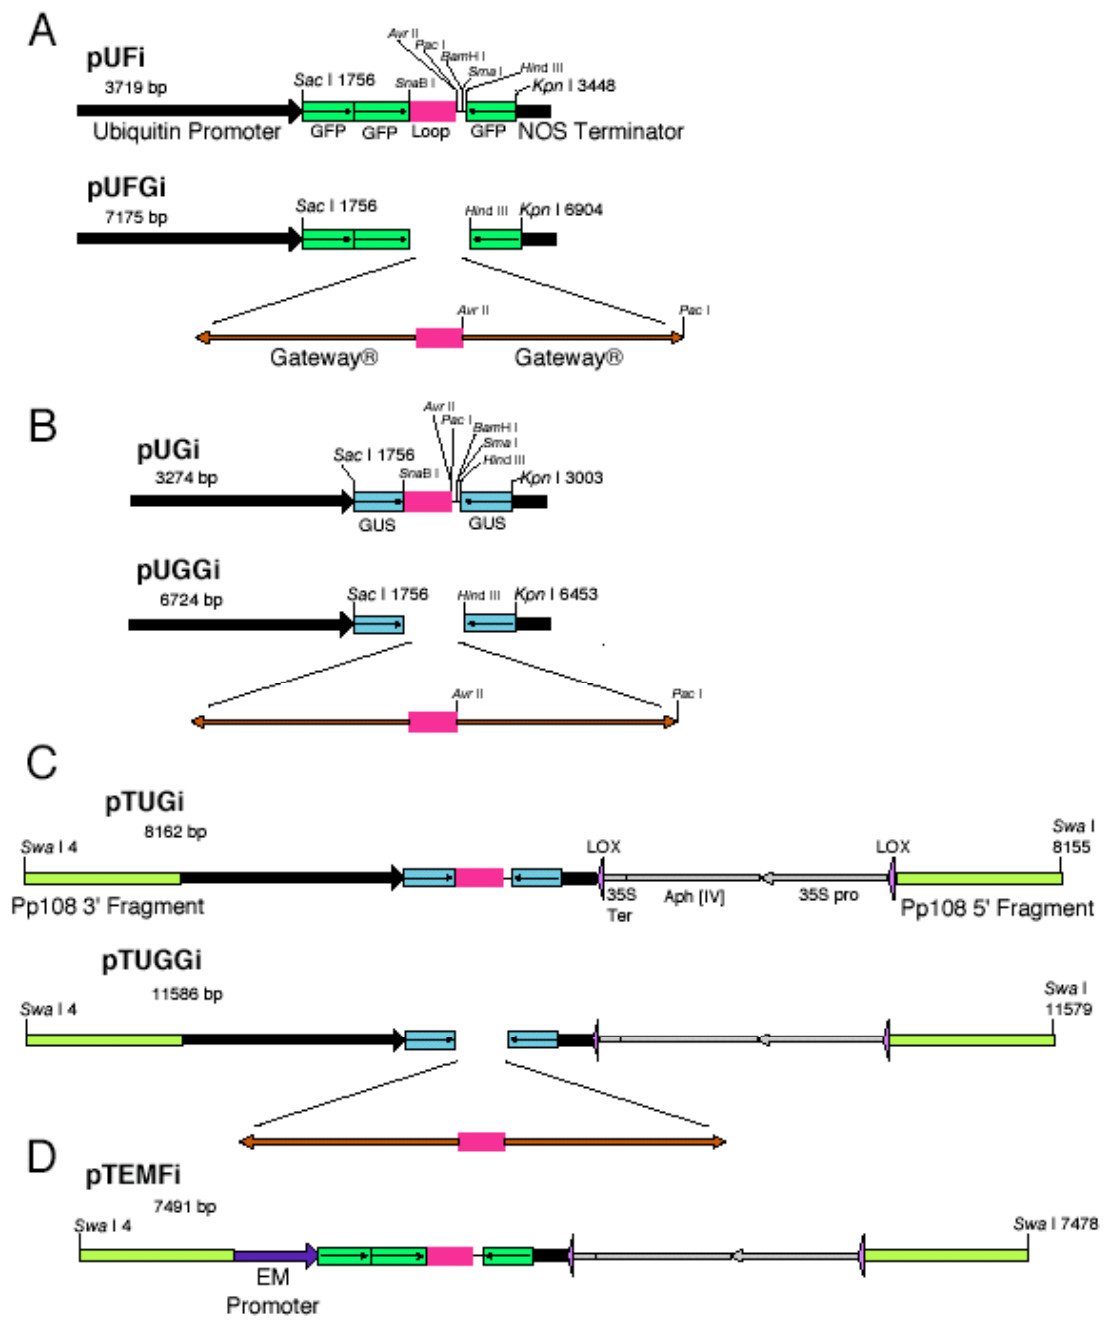 A
pUFi
3719 bp
Avr II
Pac I
BamH I
Sma I
Hind III
Sac I 1756
SnaB I
Kpn I 3448
Ubiquitin Promoter
GFP
GFP
Loop
GFP
NOS Terminator
pUFGi
7175 bp
Sac I 1756
Hind III
Kpn I 6904
Avr II
Pac I
Gateway®
Gateway®
B
pUGi
3274 bp
Avr II
Pac I
BamH I
Sma I
Hind III
Sac I 1756
SnaB I
Kpn I 3003
GUS
GUS
pUGGi
6724 bp
Sac I 1756
Hind III
Kpn I 6453
Avr II
Pac I
C
pTUGi
8162 bp
Swa I 4
LOX
LOX
Swa I
8155
Pp108 3' Fragment
35S
Ter
Aph [IV]
35S pro
Pp108 5' Fragment
pTUGGi
11586 bp
Swa I 4
Swa I
11579
D
pTEMFi
7491 bp
Swa I 4
Swa I 7478
EM
Promoter